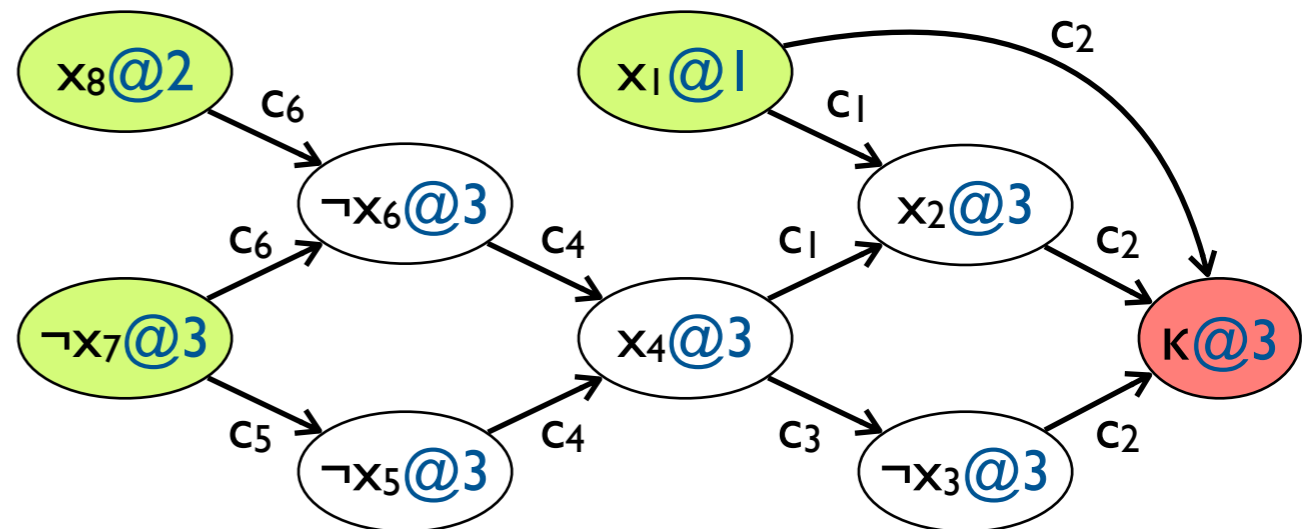 c₂
x₈@2
x₁@1
c₆
c₁
¬x₆@3
x₂@3
c₆
c₄
c₁
c₂
¬x₇@3
x₄@3
κ@3
c₅
c₄
c₃
c₂
¬x₅@3
¬x₃@3